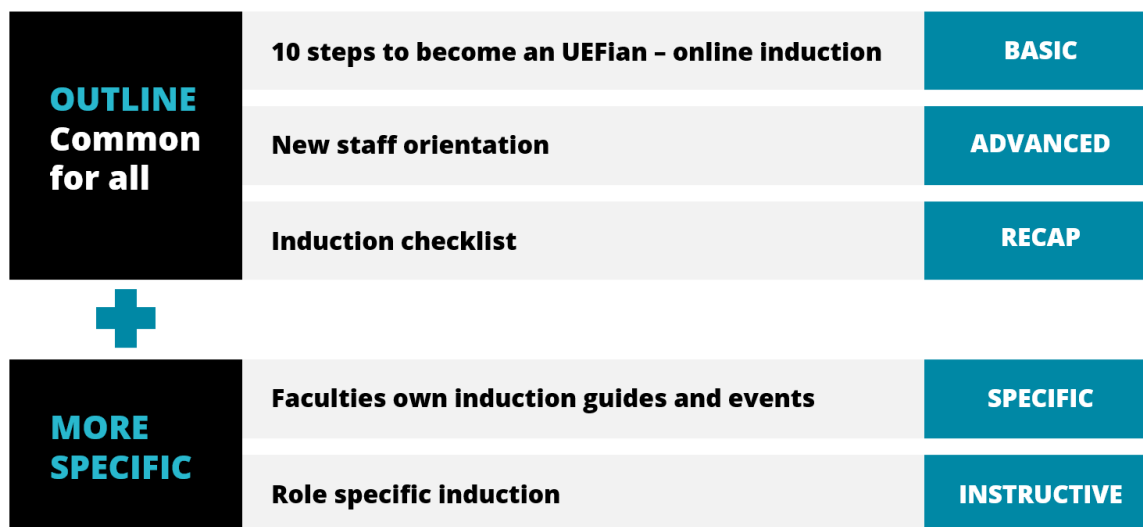 OUTLINE
Common
for all
10 steps to become an UEFian – online induction
BASIC
New staff orientation
ADVANCED
Induction checklist
RECAP
MORE
SPECIFIC
Faculties own induction guides and events
SPECIFIC
Role specific induction
INSTRUCTIVE